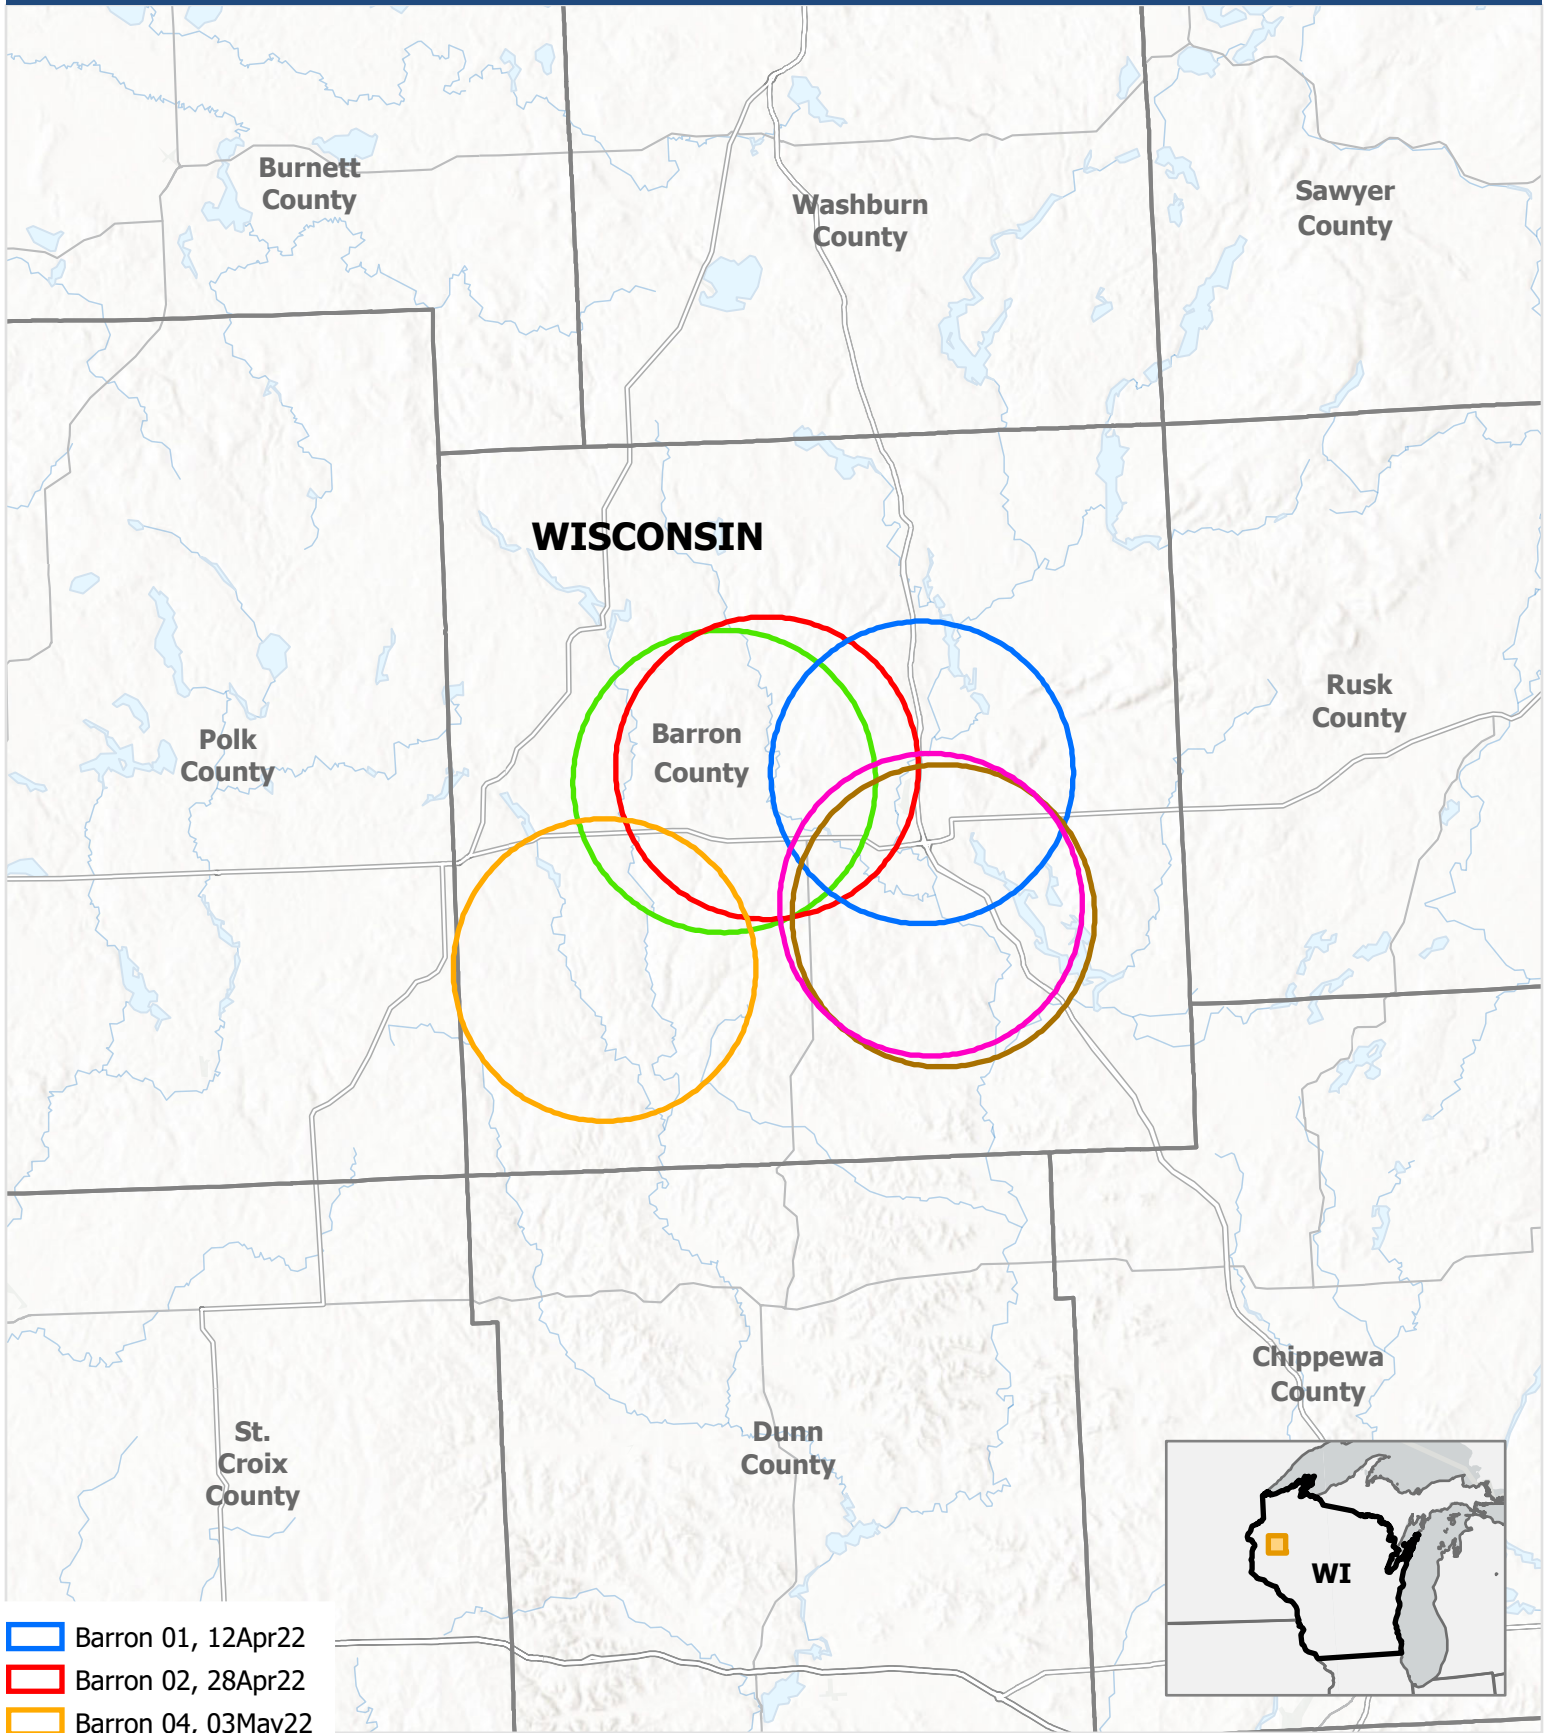 Burnett
County
Washburn
County
Sawyer
County
WISCONSIN
Rusk
County
Barron
County
Polk
County
Chippewa
County
St.
Croix
County
Dunn
County
WI
Barron 01, 12Apr22
Barron 02, 28Apr22
Barron 04, 03May22